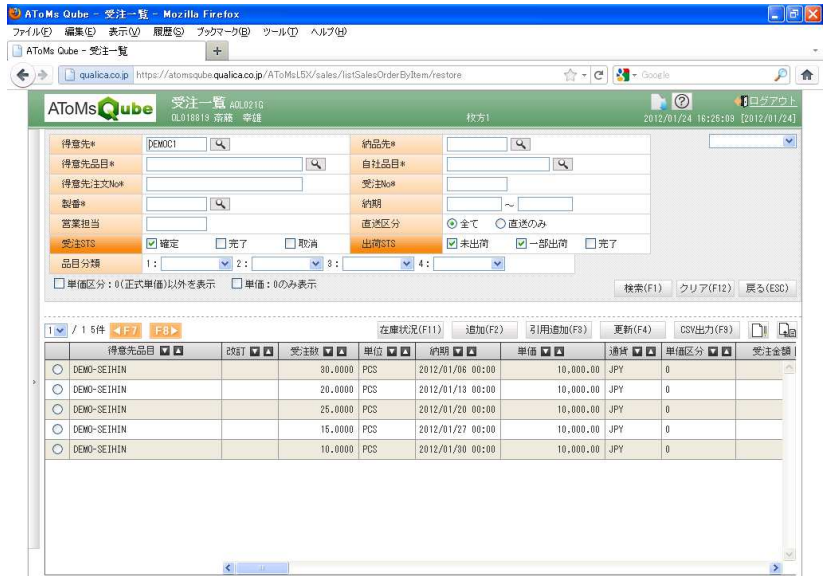 AToMs Qube - 受注一覧 - Mozilla Firefox
ファイル(F) 編集(E) 表示(V) 履歴(S) ブックマーク(B) ツール(T) ヘルプ(H)
AToMs Qube - 受注一覧 +
qualica.co.jp https://atomsqube.qualica.co.jp/AToMsL5X/sales/listSalesOrderByItem/restore Google
AToMs Qube 受注一覧 AOL021G ログアウト
OL018819 斎藤 幸雄 枚方1 2012/01/24 16:25:09 [2012/01/24]
得意先* DEMOC1 納品先*
得意先品目* 自社品目*
得意先注文No* 受注No*
製番* 納期 ～
営業担当 直送区分 全て 直送のみ
受注STS 確定 完了 取消 出荷STS 未出荷 一部出荷 完了
品目分類 1: 2: 3: 4:
単価区分:0(正式単価)以外を表示 単価:0のみ表示 検索(F1) クリア(F12) 戻る(ESC)
1 / 1 5件 F7 F8 在庫状況(F11) 追加(F2) 引用追加(F3) 更新(F4) CSV出力(F9)
得意先品目 改訂 受注数 単位 納期 単価 通貨 単価区分 受注金額
DEMO-SEIHIN 30.0000 PCS 2012/01/06 00:00 10,000.00 JPY 0
DEMO-SEIHIN 20.0000 PCS 2012/01/13 00:00 10,000.00 JPY 0
DEMO-SEIHIN 25.0000 PCS 2012/01/20 00:00 10,000.00 JPY 0
DEMO-SEIHIN 15.0000 PCS 2012/01/27 00:00 10,000.00 JPY 0
DEMO-SEIHIN 10.0000 PCS 2012/01/30 00:00 10,000.00 JPY 0